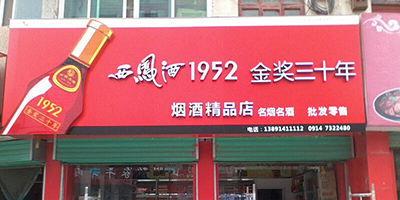 西鳳酒1952 金奖三十年
1952
烟酒精品店 名烟名酒 批发零售
电话:13891411112 0914 7322480